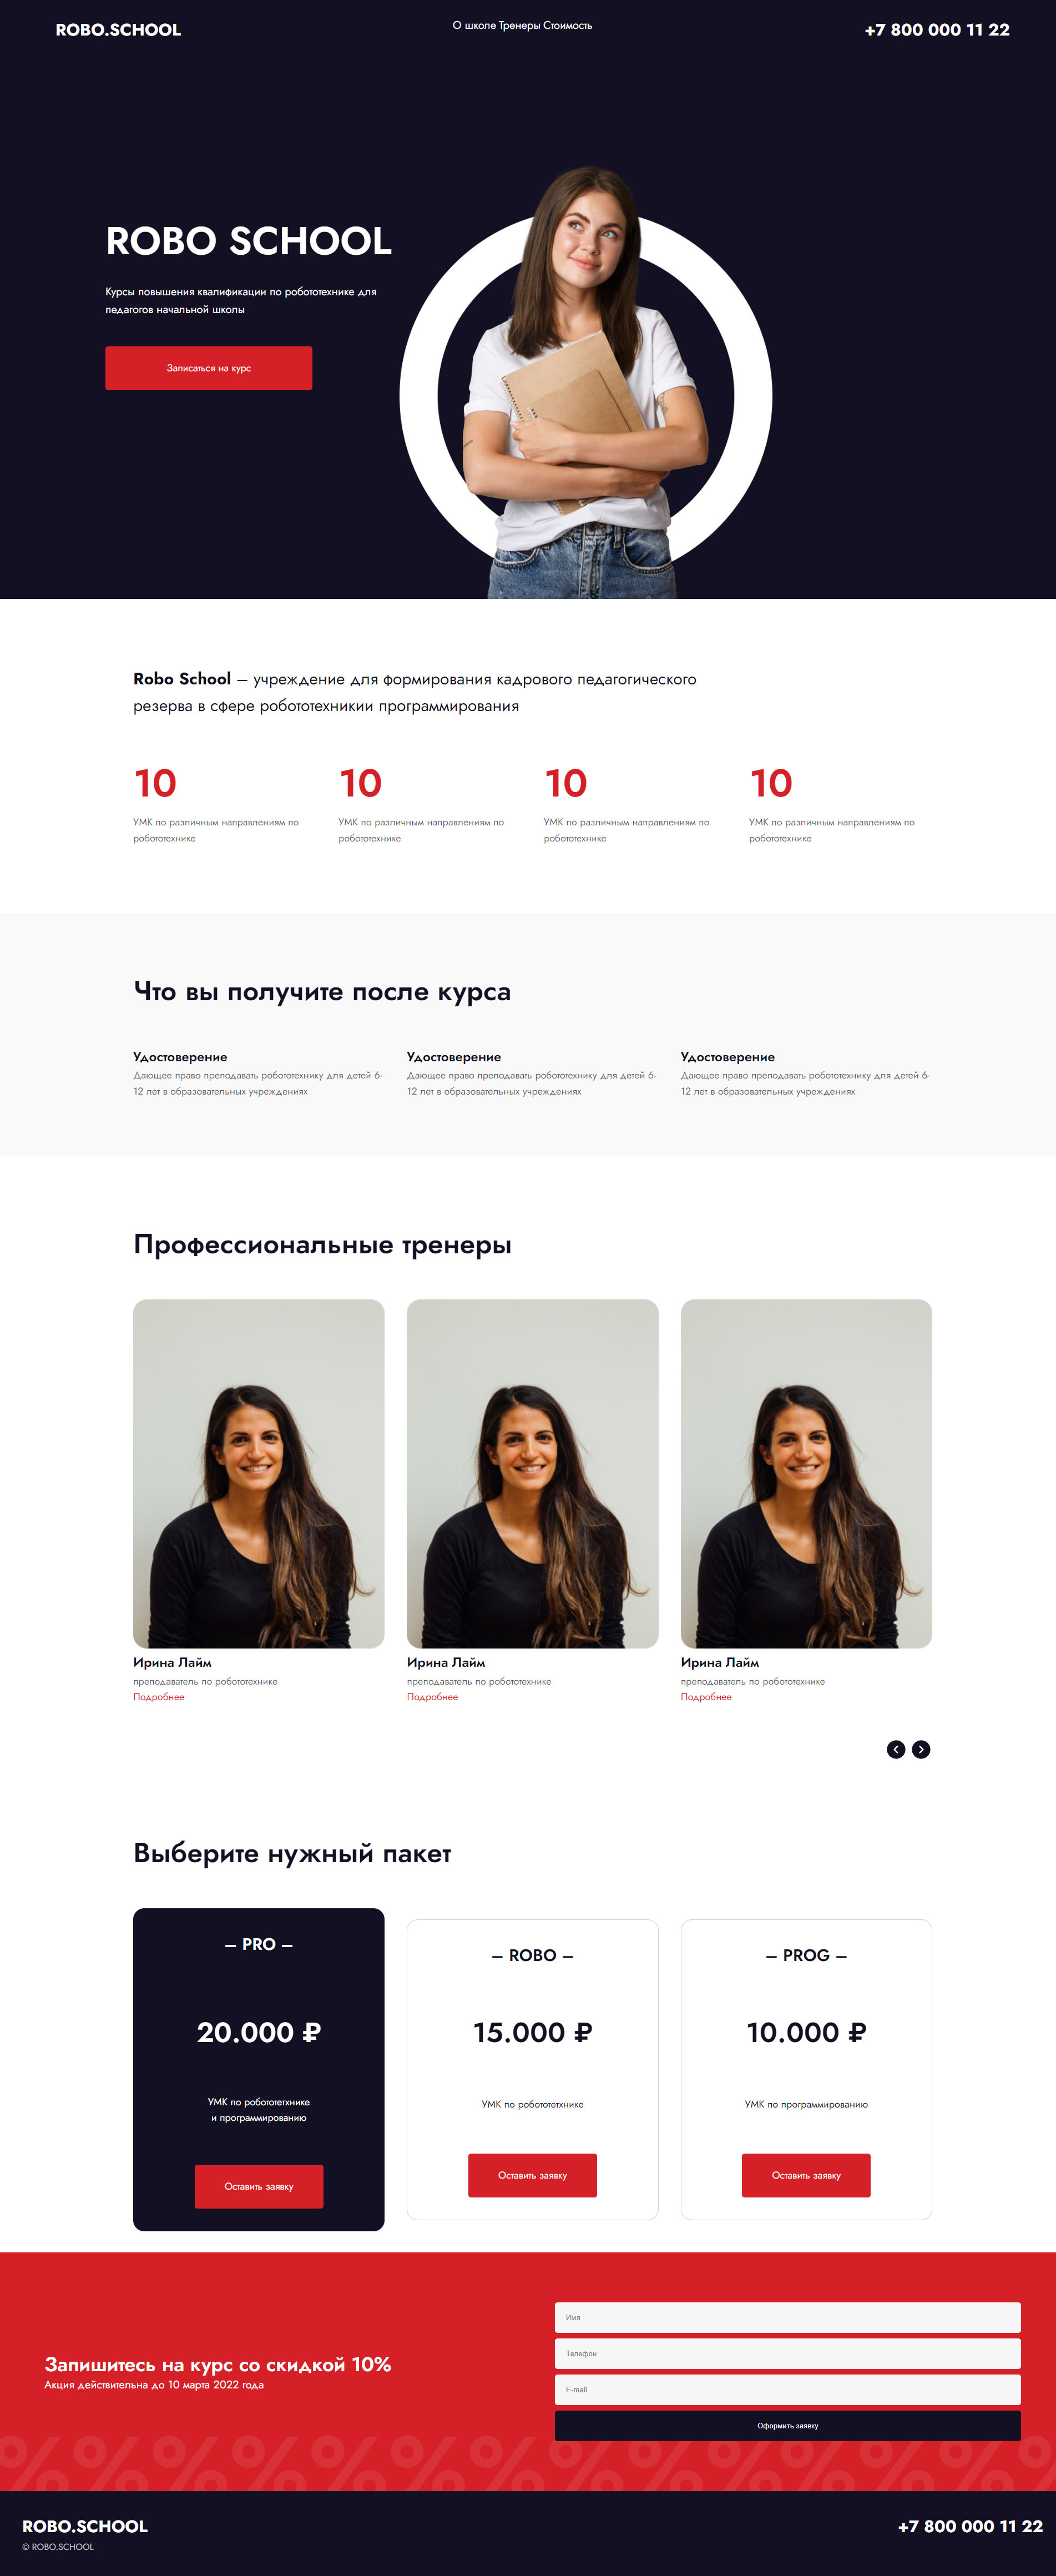 ROBO.SCHOOL
О школе Тренеры Стоимость
+7 800 000 11 22
ROBO SCHOOL
Курсы повышения квалификации по робототехнике для
педагогов начальной школы
Записаться на курс
Robo School – учреждение для формирования кадрового педагогического
резерва в сфере робототехникии программирования
10
УМК по различным направлениям по
робототехнике
10
УМК по различным направлениям по
робототехнике
10
УМК по различным направлениям по
робототехнике
10
УМК по различным направлениям по
робототехнике
Что вы получите после курса
Удостоверение
Дающее право преподавать робототехнику для детей 6-
12 лет в образовательных учреждениях
Удостоверение
Дающее право преподавать робототехнику для детей 6-
12 лет в образовательных учреждениях
Удостоверение
Дающее право преподавать робототехнику для детей 6-
12 лет в образовательных учреждениях
Профессиональные тренеры
Ирина Лайм
преподаватель по робототехнике
Подробнее
Ирина Лайм
преподаватель по робототехнике
Подробнее
Ирина Лайм
преподаватель по робототехнике
Подробнее
Выберите нужный пакет
– PRO –
20.000 ₽
УМК по робототетхнике
и программированию
Оставить заявку
– ROBO –
15.000 ₽
УМК по робототетхнике
Оставить заявку
– PROG –
10.000 ₽
УМК по программированию
Оставить заявку
Запишитесь на курс со скидкой 10%
Акция действительна до 10 марта 2022 года
Имя
Телефон
E-mail
Оформить заявку
ROBO.SCHOOL
© ROBO.SCHOOL
+7 800 000 11 22